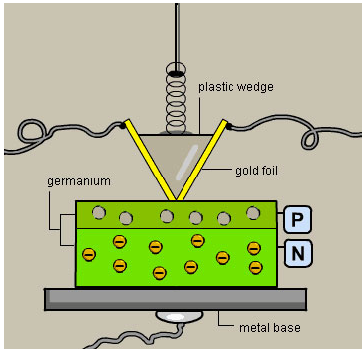 plastic wedge
gold foil
germanium
P
N
metal base